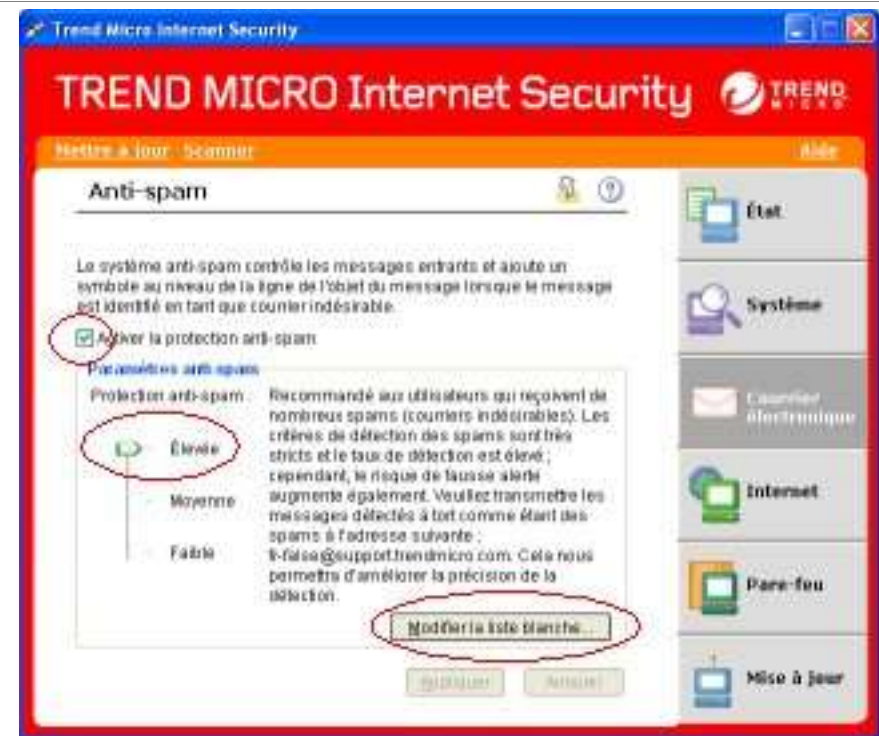 Trend Micro Internet Security
TREND MICRO Internet Security
TREND
MICRO
Mettre à jour Scanner
Aide
Anti-spam
Le système anti-spam contrôle les messages entrants et ajoute un
symbole au niveau de la ligne de l'objet du message lorsque le message
est identifié en tant que courrier indésirable.
Activer la protection anti-spam
Paramètres anti-spam
Protection anti-spam
Élevée
Moyenne
Faible
Recommandé aux utilisateurs qui reçoivent de
nombreux spams (courriers indésirables). Les
critères de détection des spams sont très
stricts et le taux de détection est élevé ;
cependant, le risque de fausse alerte
augmente également. Veuillez transmettre les
messages détectés à tort comme étant des
spams à l'adresse suivante :
fr-false@support.trendmicro.com. Cela nous
permettra d'améliorer la précision de la
détection.
Modifier la liste blanche...
Appliquer
Annuler
État
Système
Courrier
électronique
Internet
Pare-feu
Mise à jour